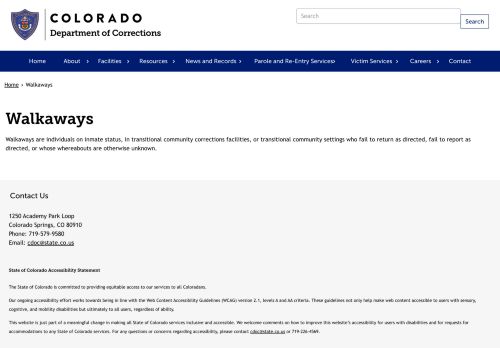 COLORADO
Department of Corrections
Search
Search
Home
About
Facilities
Resources
News and Records
Parole and Re-Entry Services
Victim Services
Careers
Contact
Home › Walkaways
Walkaways
Walkaways are individuals on inmate status, in transitional community corrections facilities, or transitional community settings who fail to return as directed, fail to report as
directed, or whose whereabouts are otherwise unknown.
Contact Us
1250 Academy Park Loop
Colorado Springs, CO 80910
Phone: 719-579-9580
Email: cdoc@state.co.us
State of Colorado Accessibility Statement
The State of Colorado is committed to providing equitable access to our services to all Coloradans.
Our ongoing accessibility effort works towards being in line with the Web Content Accessibility Guidelines (WCAG) version 2.1, levels A and AA criteria. These guidelines not only help make web content accessible to users with sensory,
cognitive, and mobility disabilities but ultimately to all users, regardless of ability.
This website is just part of a meaningful change in making all State of Colorado services inclusive and accessible. We welcome comments on how to improve this website's accessibility for users with disabilities and for requests for
accommodations to any State of Colorado services. For any questions or concerns regarding accessibility, please contact cdoc@state.co.us or 719-226-4569.